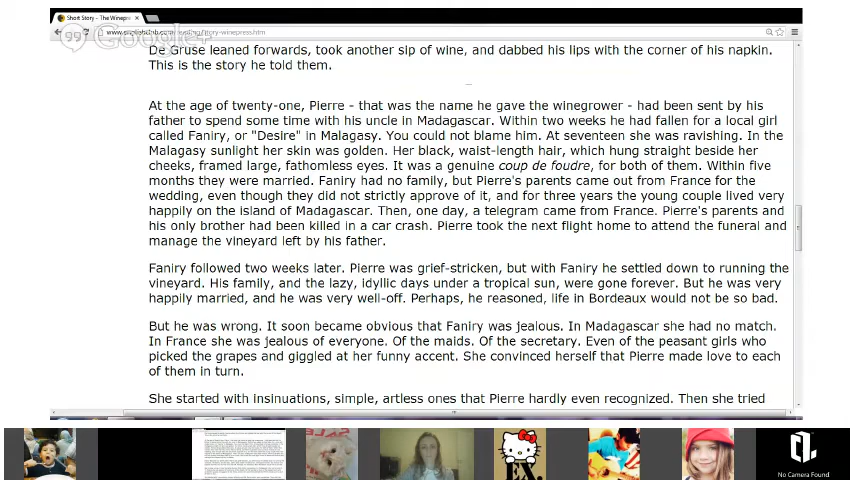 Short Story - The Winepre
Google+
De Gruse leaned forwards, took another sip of wine, and dabbed his lips with the corner of his napkin.
This is the story he told them.
At the age of twenty-one, Pierre - that was the name he gave the winegrower - had been sent by his
father to spend some time with his uncle in Madagascar. Within two weeks he had fallen for a local girl
called Faniry, or "Desire" in Malagasy. You could not blame him. At seventeen she was ravishing. In the
Malagasy sunlight her skin was golden. Her black, waist-length hair, which hung straight beside her
cheeks, framed large, fathomless eyes. It was a genuine coup de foudre, for both of them. Within five
months they were married. Faniry had no family, but Pierre's parents came out from France for the
wedding, even though they did not strictly approve of it, and for three years the young couple lived very
happily on the island of Madagascar. Then, one day, a telegram came from France. Pierre's parents and
his only brother had been killed in a car crash. Pierre took the next flight home to attend the funeral and
manage the vineyard left by his father.
Faniry followed two weeks later. Pierre was grief-stricken, but with Faniry he settled down to running the
vineyard. His family, and the lazy, idyllic days under a tropical sun, were gone forever. But he was very
happily married, and he was very well-off. Perhaps, he reasoned, life in Bordeaux would not be so bad.
But he was wrong. It soon became obvious that Faniry was jealous. In Madagascar she had no match.
In France she was jealous of everyone. Of the maids. Of the secretary. Even of the peasant girls who
picked the grapes and giggled at her funny accent. She convinced herself that Pierre made love to each
of them in turn.
She started with insinuations, simple, artless ones that Pierre hardly even recognized. Then she tried
EX
No Camera Found